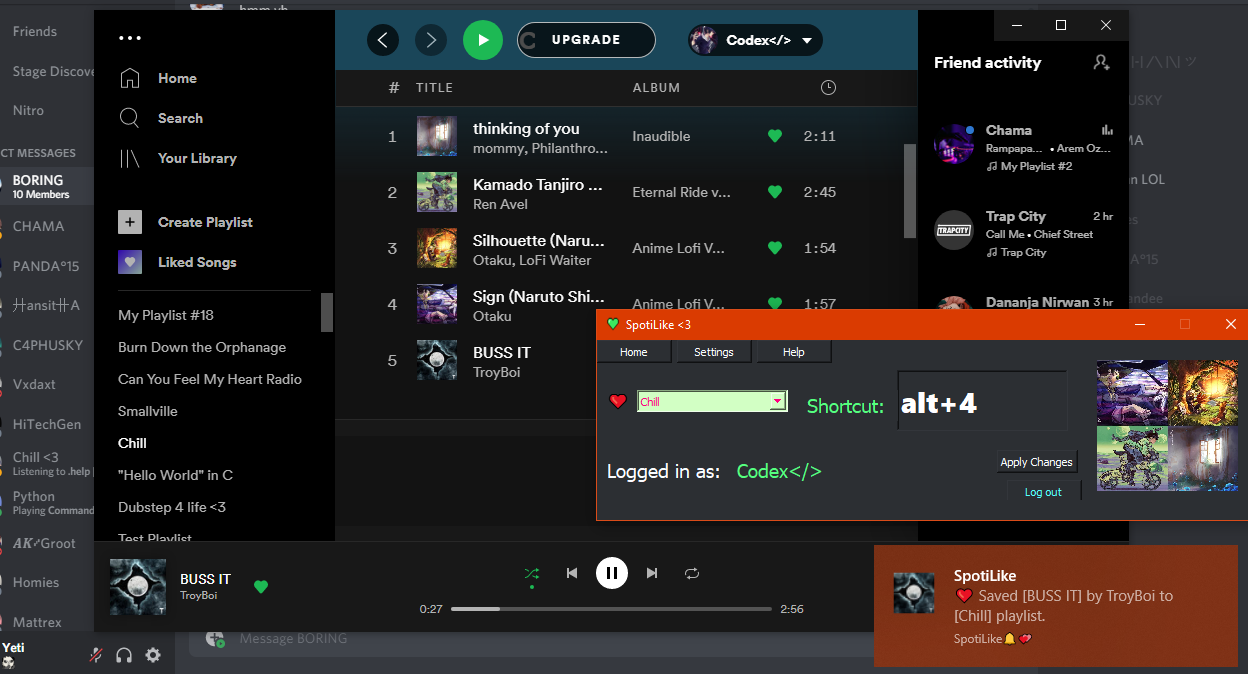 Friends
Stage Discove
Nitro
CT MESSAGES
BORING
10 Members
CHAMA
PANDA°15
卄ansit卄A
C4PHUSKY
Vxdaxt
HiTechGen
Chill <3
Listening to .help |
Python
Playing Command
AK Groot
Homies
Mattrex
Yeti
Home
Search
Your Library
Create Playlist
Liked Songs
My Playlist #18
Burn Down the Orphanage
Can You Feel My Heart Radio
Smallville
Chill
"Hello World" in C
Dubstep 4 life <3
Test Playlist
UPGRADE
Codex</>
# TITLE ALBUM
1 thinking of you Inaudible 2:11
mommy, Philanthro...
2 Kamado Tanjiro ... Eternal Ride v... 2:45
Ren Avel
3 Silhouette (Naru... Anime Lofi V... 1:54
Otaku, LoFi Waiter
4 Sign (Naruto Shi... Anime Lofi V... 1:57
Otaku
5 BUSS IT
TroyBoi
Friend activity
Chama
Rampapa... • Arem Oz...
My Playlist #2
Trap City 2 hr
TRAPCITY
Call Me • Chief Street
Trap City
Dananja Nirwan 3 hr
USKY
MA
n LOL
A°15
andee
SpotiLike <3
Home Settings Help
Chill Shortcut: alt+4
Logged in as: Codex</>
Apply Changes
Log out
BUSS IT
TroyBoi
0:27 2:56
Message BORING
SpotiLike
Saved [BUSS IT] by TroyBoi to
[Chill] playlist.
SpotiLike